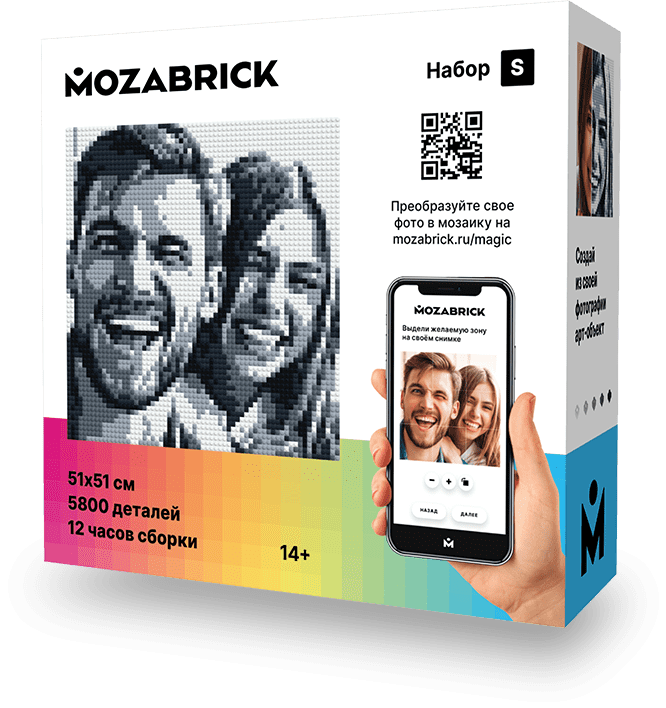 MOZABRICK
Набор S
Преобразуйте свое
фото в мозаику на
mozabrick.ru/magic
MOZABRICK
Выдели желаемую зону
на своём снимке
НАЗАД
ДАЛЕЕ
51x51 см
5800 деталей
12 часов сборки
14+
Создай
из своей
фотографии
арт-объект